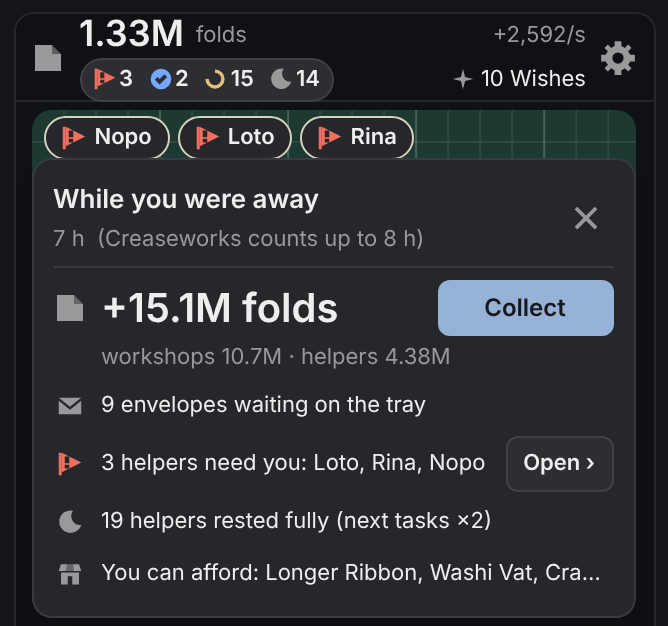 1.33M folds
+2,592/s
3 2 15 14
10 Wishes
Nopo Loto Rina
While you were away
7 h (Creaseworks counts up to 8 h)
+15.1M folds
Collect
workshops 10.7M · helpers 4.38M
9 envelopes waiting on the tray
3 helpers need you: Loto, Rina, Nopo
Open ›
19 helpers rested fully (next tasks ×2)
You can afford: Longer Ribbon, Washi Vat, Cra...